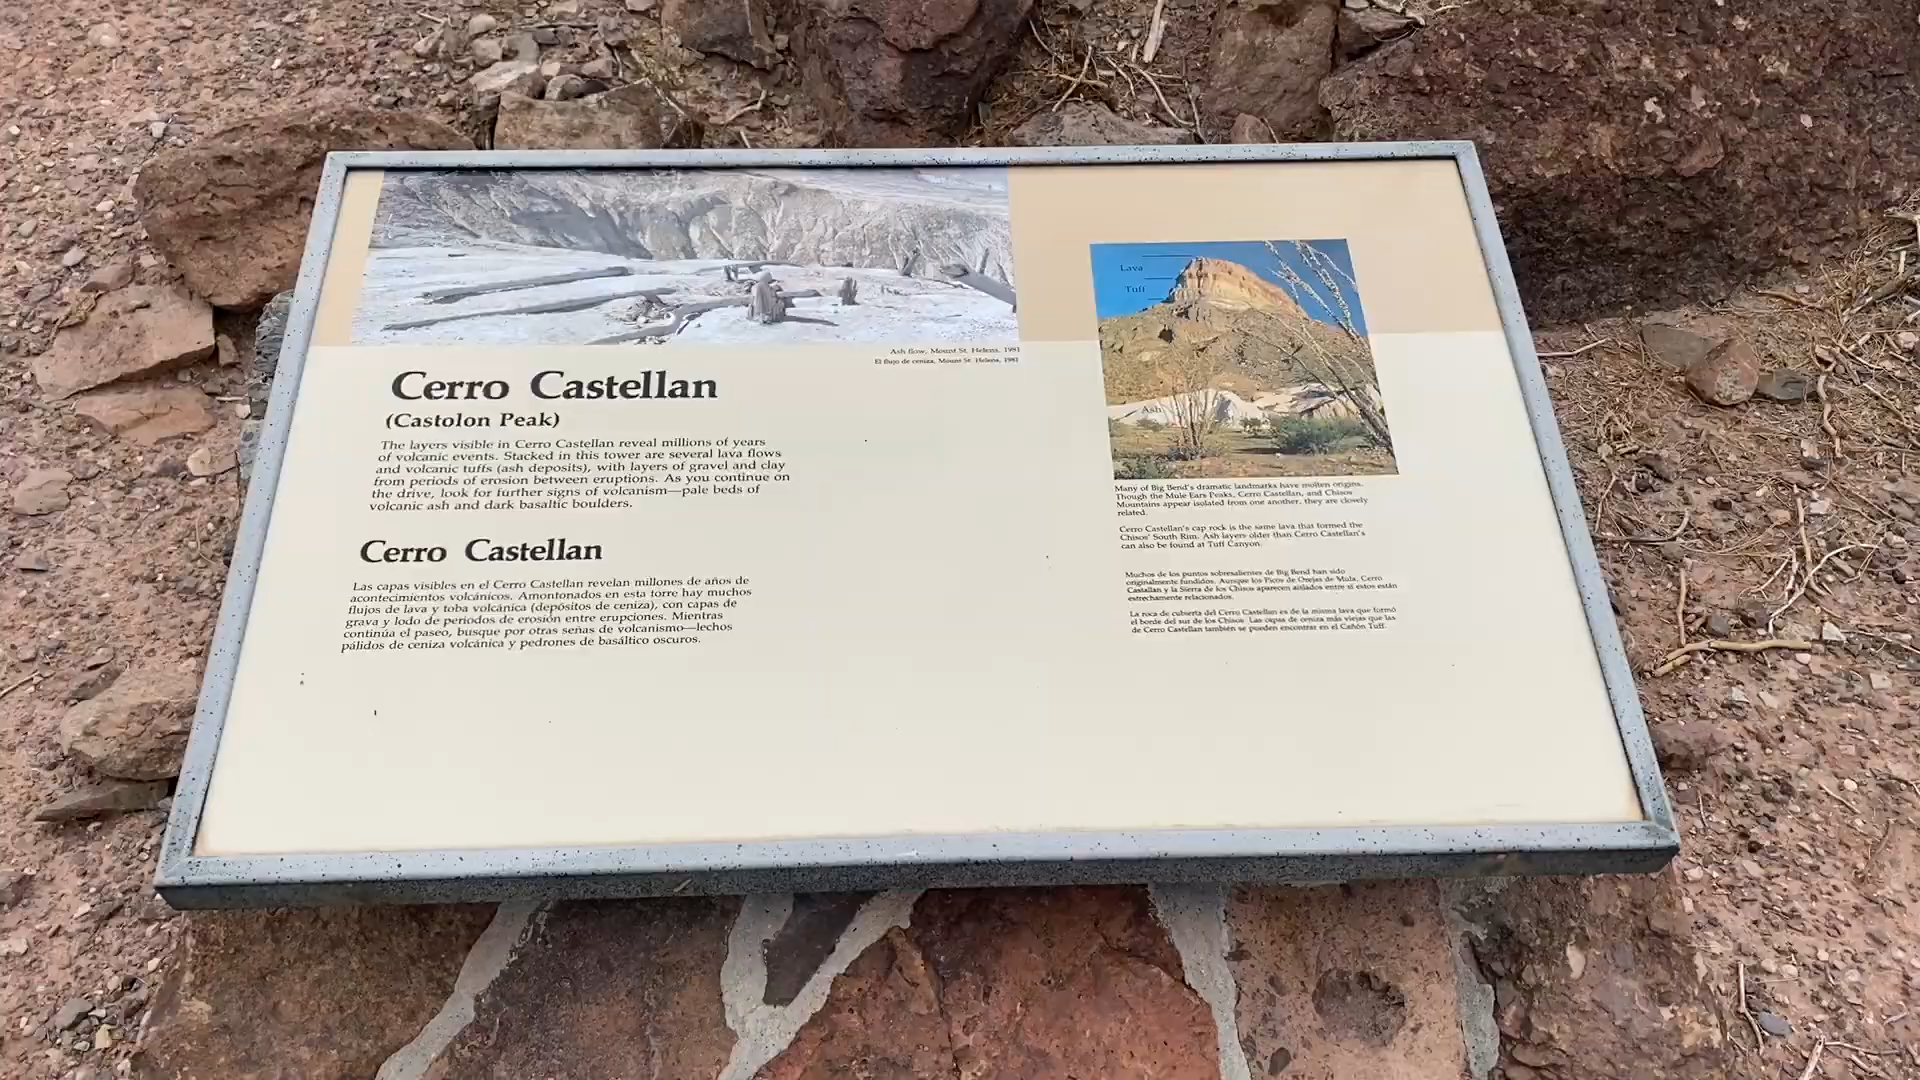 Ash flow, Mount St. Helens, 1981
El flujo de ceniza, Mount St. Helens, 1981
Cerro Castellan
(Castolon Peak)
The layers visible in Cerro Castellan reveal millions of years
of volcanic events. Stacked in this tower are several lava flows
and volcanic tuffs (ash deposits), with layers of gravel and clay
from periods of erosion between eruptions. As you continue on
the drive, look for further signs of volcanism—pale beds of
volcanic ash and dark basaltic boulders.
Cerro Castellan
Las capas visibles en el Cerro Castellan revelan millones de años de
acontecimientos volcánicos. Amontonados en esta torre hay muchos
flujos de lava y toba volcánica (depósitos de ceniza), con capas de
grava y lodo de periodos de erosión entre erupciones. Mientras
continúa el paseo, busque por otras señas de volcanismo—lechos
pálidos de ceniza volcánica y pedrones de basáltico oscuros.
Lava
Tuff
Ash
Many of Big Bend's dramatic landmarks have molten origins.
Though the Mule Ears Peaks, Cerro Castellan, and Chisos
Mountains appear isolated from one another, they are closely
related.
Cerro Castellan's cap rock is the same lava that formed the
Chisos' South Rim. Ash layers older than Cerro Castellan's
can also be found at Tuff Canyon.
Muchos de los puntos sobresalientes de Big Bend han sido
originalmente fundidos. Aunque los Picos de Orejas de Mula, Cerro
Castellan y la Sierra de los Chisos aparecen aislados entre sí estos están
estrechamente relacionados.
La roca de cubierta del Cerro Castellan es de la misma lava que formó
el borde del sur de los Chisos. Las capas de ceniza más viejas que las
de Cerro Castellan también se pueden encontrar en el Cañón Tuff.